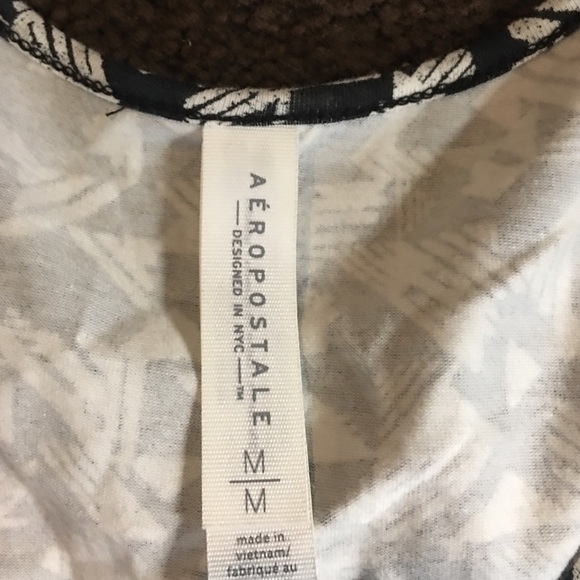 AÉROPOSTALE
— DESIGNED IN NYC —™
M|M
made in
vietnam/
fabriqué au